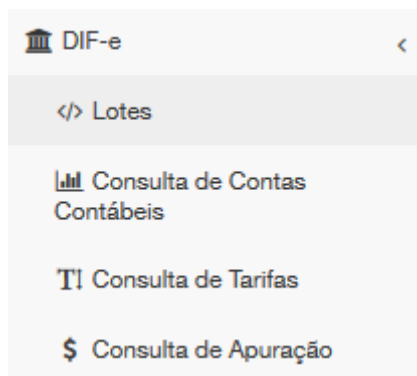 DIF-e
Lotes
Consulta de Contas
Contábeis
Consulta de Tarifas
Consulta de Apuração